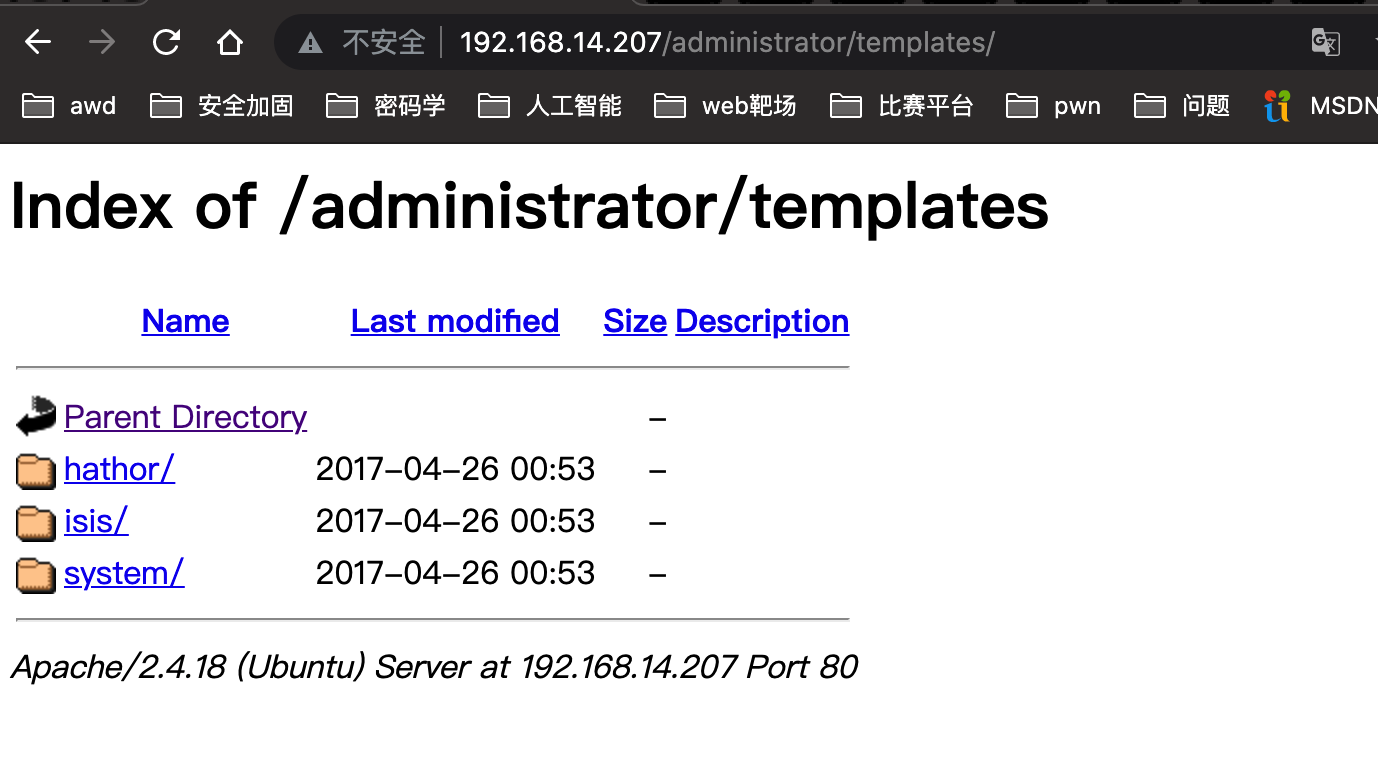 不安全 192.168.14.207/administrator/templates/
awd 安全加固 密码学 人工智能 web靶场 比赛平台 pwn 问题 MSDN
Index of /administrator/templates
Name Last modified Size Description
Parent Directory –
hathor/ 2017–04–26 00:53 –
isis/ 2017–04–26 00:53 –
system/ 2017–04–26 00:53 –
Apache/2.4.18 (Ubuntu) Server at 192.168.14.207 Port 80